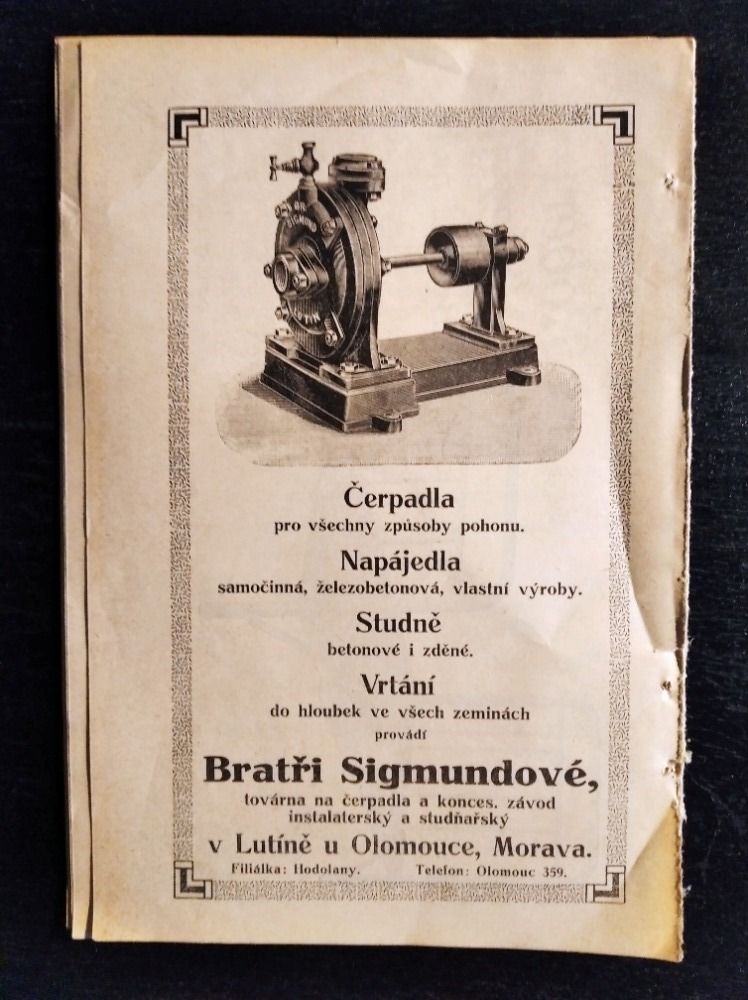 Čerpadla
pro všechny způsoby pohonu.
Napájedla
samočinná, železobetonová, vlastní výroby.
Studně
betonové i zděné.
Vrtání
do hloubek ve všech zeminách
provádí
Bratři Sigmundové,
továrna na čerpadla a konces. závod
instalaterský a studňařský
v Lutíně u Olomouce, Morava.
Filiálka: Hodolany. Telefon: Olomouc 359.